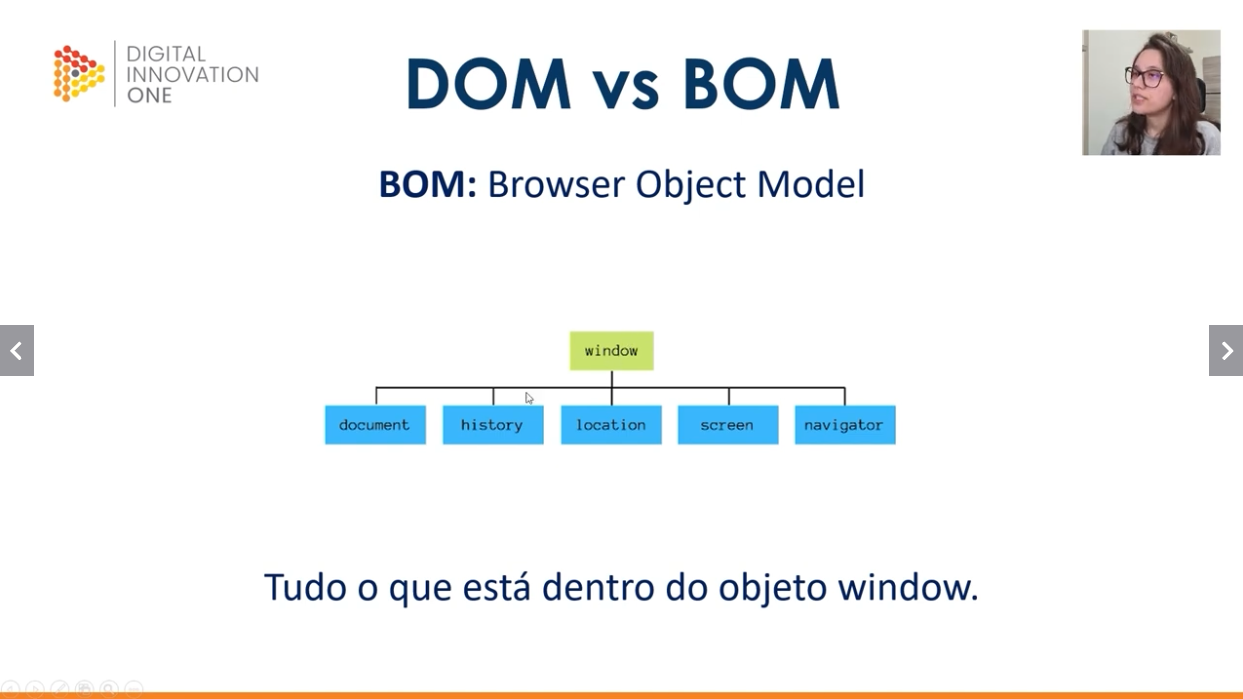 DIGITAL
INNOVATION
ONE
DOM vs BOM
BOM: Browser Object Model
window
document history location screen navigator
Tudo o que está dentro do objeto window.